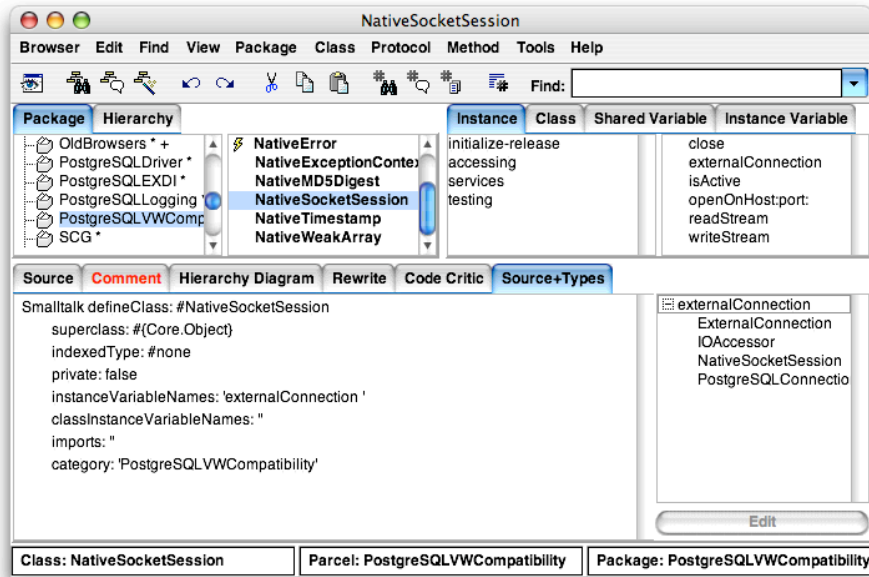 NativeSocketSession
Browser Edit Find View Package Class Protocol Method Tools Help
Find:
Package Hierarchy
Instance Class Shared Variable Instance Variable
OldBrowsers * +
PostgreSQLDriver *
PostgreSQLEXDI *
PostgreSQLLogging *
PostgreSQLVWComp
SCG *
NativeError
NativeExceptionContex
NativeMD5Digest
NativeSocketSession
NativeTimestamp
NativeWeakArray
initialize-release
accessing
services
testing
close
externalConnection
isActive
openOnHost:port:
readStream
writeStream
Source Comment Hierarchy Diagram Rewrite Code Critic Source+Types
Smalltalk defineClass: #NativeSocketSession
superclass: #{Core.Object}
indexedType: #none
private: false
instanceVariableNames: 'externalConnection '
classInstanceVariableNames: ''
imports: ''
category: 'PostgreSQLVWCompatibility'
externalConnection
ExternalConnection
IOAccessor
NativeSocketSession
PostgreSQLConnectio
Edit
Class: NativeSocketSession
Parcel: PostgreSQLVWCompatibility
Package: PostgreSQLVWCompatibility